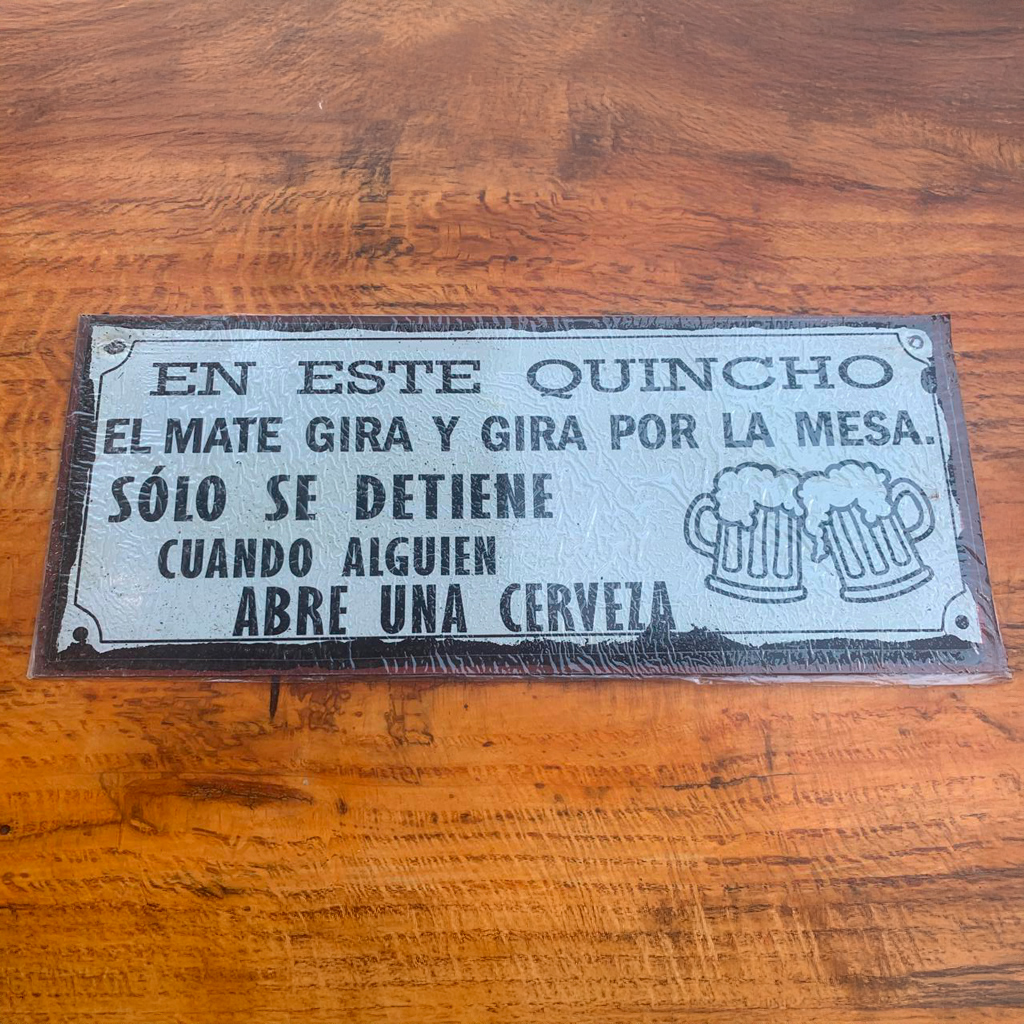 EN ESTE QUINCHO
EL MATE GIRA Y GIRA POR LA MESA.
SÓLO SE DETIENE
CUANDO ALGUIEN
ABRE UNA CERVEZA